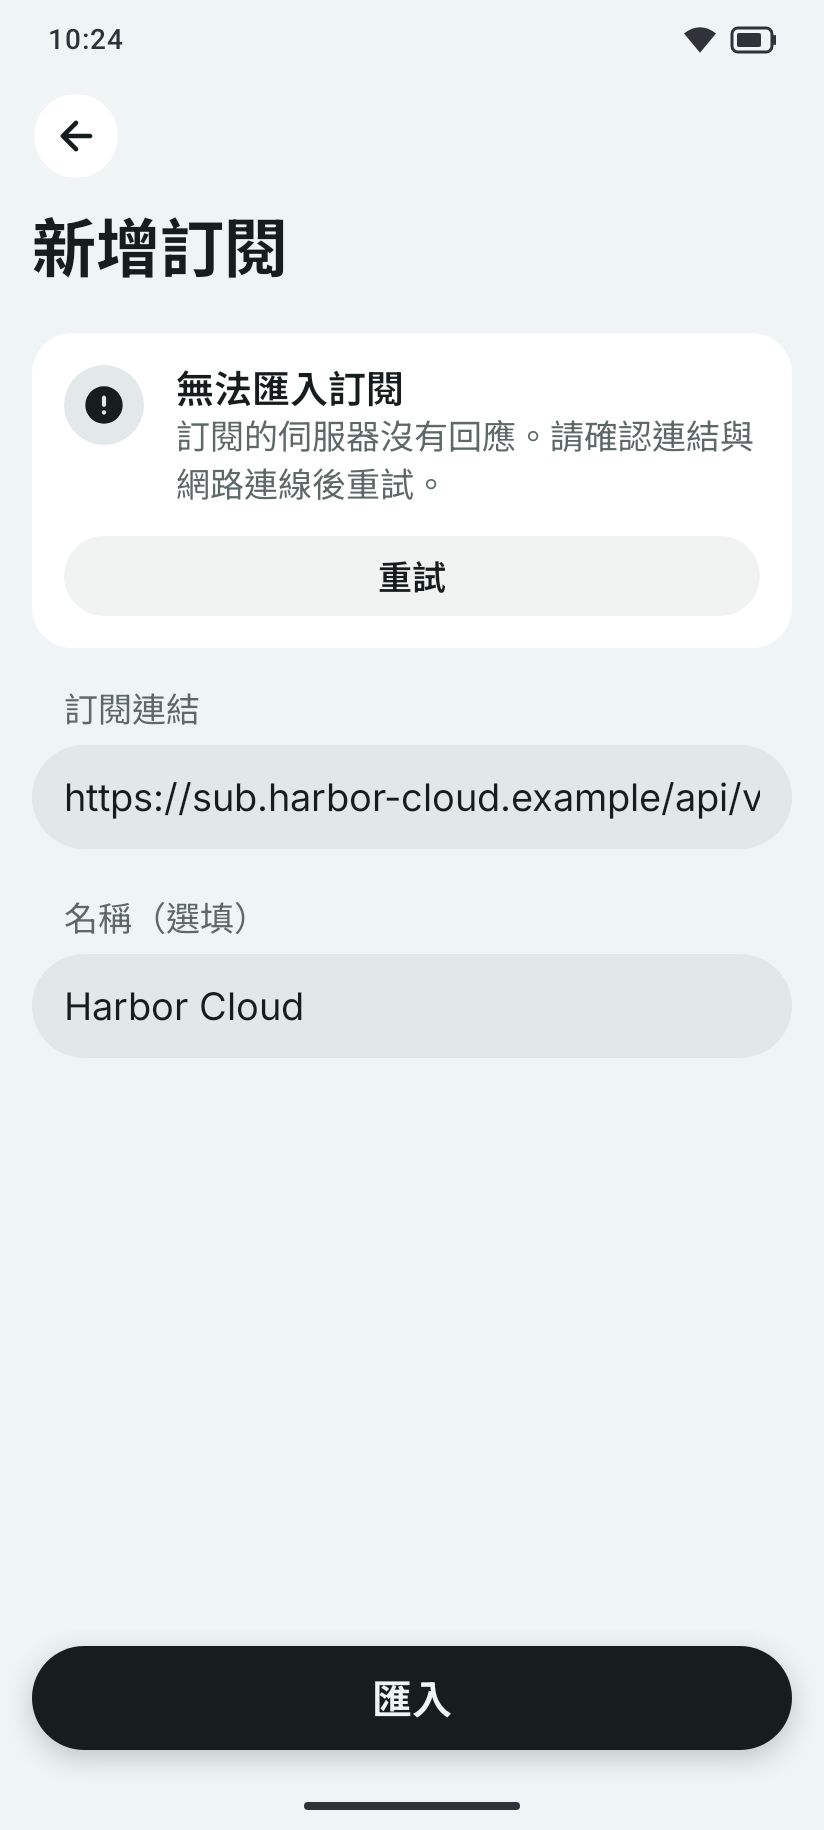 10:24
新增訂閱
無法匯入訂閱
訂閱的伺服器沒有回應。請確認連結與
網路連線後重試。
重試
訂閱連結
https://sub.harbor-cloud.example/api/v
名稱（選填）
Harbor Cloud
匯入